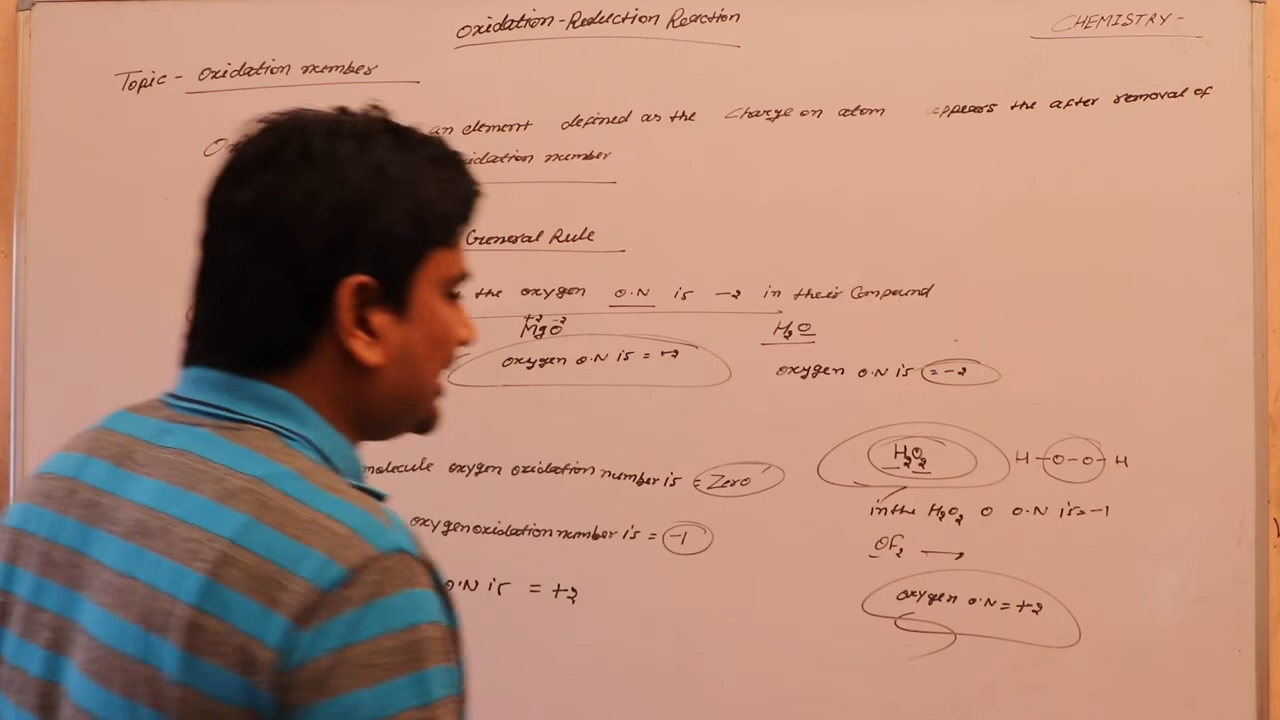 Oxidation-Reduction Reaction
CHEMISTRY-
Topic - Oxidation number
an element defined as the Charge on atom appears the after removal of
idation number
General Rule
the oxygen O.N is -2 in their Compound
+2 -2
MgO
H2O
oxygen O.N is = +2
oxygen O.N is = -2
molecule oxygen oxidation number is = Zero
H2O2
H-O-O-H
in the H2O2 O O.N is = -1
oxygen oxidation number is = -1
OF2 →
O.N is = +2
oxygen O.N = +2